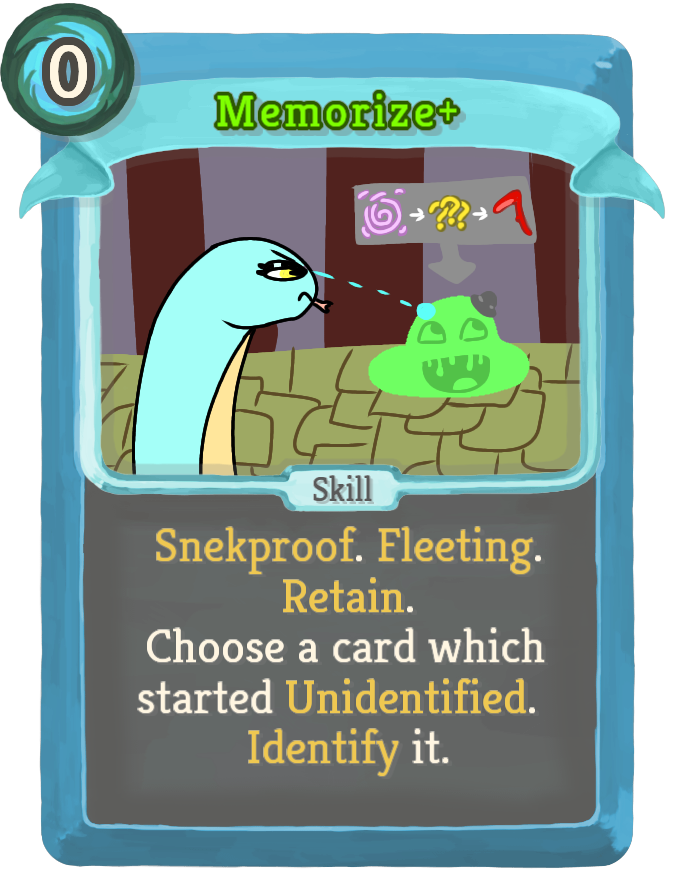 0
Memorize+
???
Skill
Snekproof. Fleeting.
Retain.
Choose a card which
started Unidentified.
Identify it.